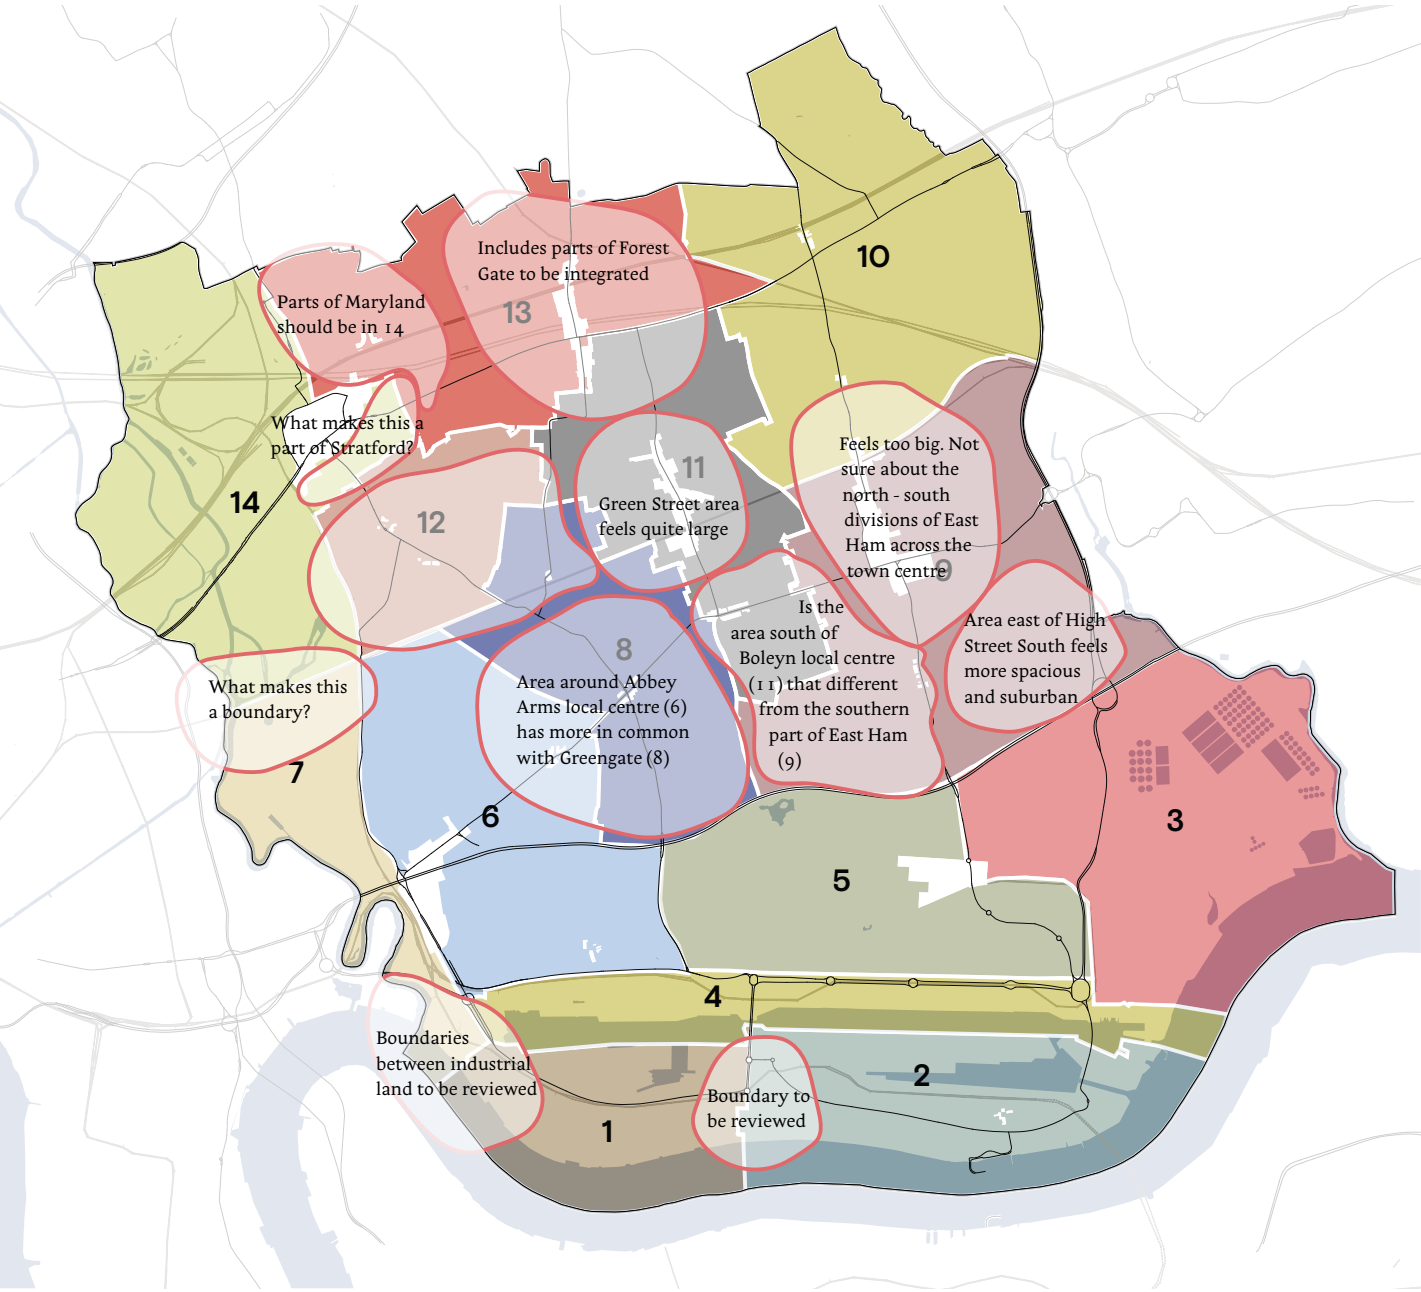 10
Includes parts of Forest
Gate to be integrated
13
Parts of Maryland
should be in 14
What makes this a
part of Stratford?
14
12
11
Green Street area
feels quite large
Feels too big. Not
sure about the
north - south
divisions of East
Ham across the
town centre
9
Is the
area south of
Boleyn local centre
(11) that different
from the southern
part of East Ham
(9)
Area east of High
Street South feels
more spacious
and suburban
8
Area around Abbey
Arms local centre (6)
has more in common
with Greengate (8)
What makes this
a boundary?
7
6
3
5
4
Boundaries
between industrial
land to be reviewed
2
Boundary to
be reviewed
1